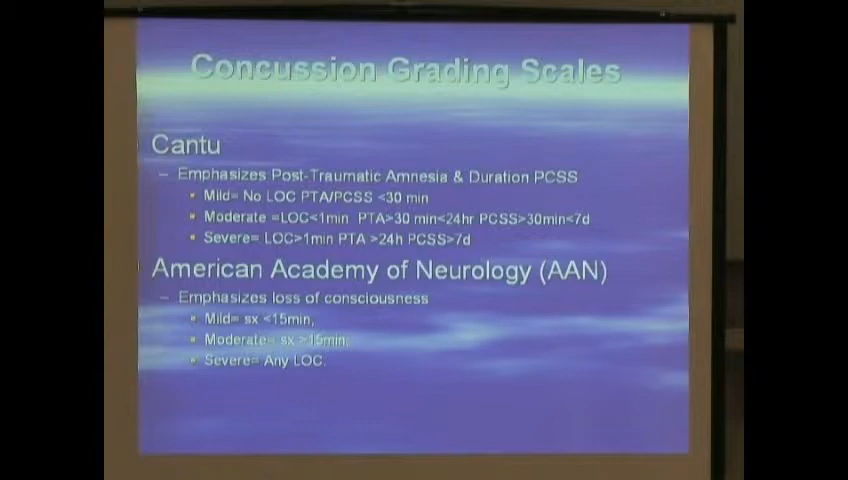 Concussion Grading Scales
Cantu
– Emphasizes Post-Traumatic Amnesia & Duration PCSS
• Mild= No LOC PTA/PCSS <30 min
• Moderate =LOC<1min PTA>30 min<24hr PCSS>30min<7d
• Severe= LOC>1min PTA >24h PCSS>7d
American Academy of Neurology (AAN)
– Emphasizes loss of consciousness
• Mild= sx <15min,
• Moderate= sx >15min,
• Severe= Any LOC.